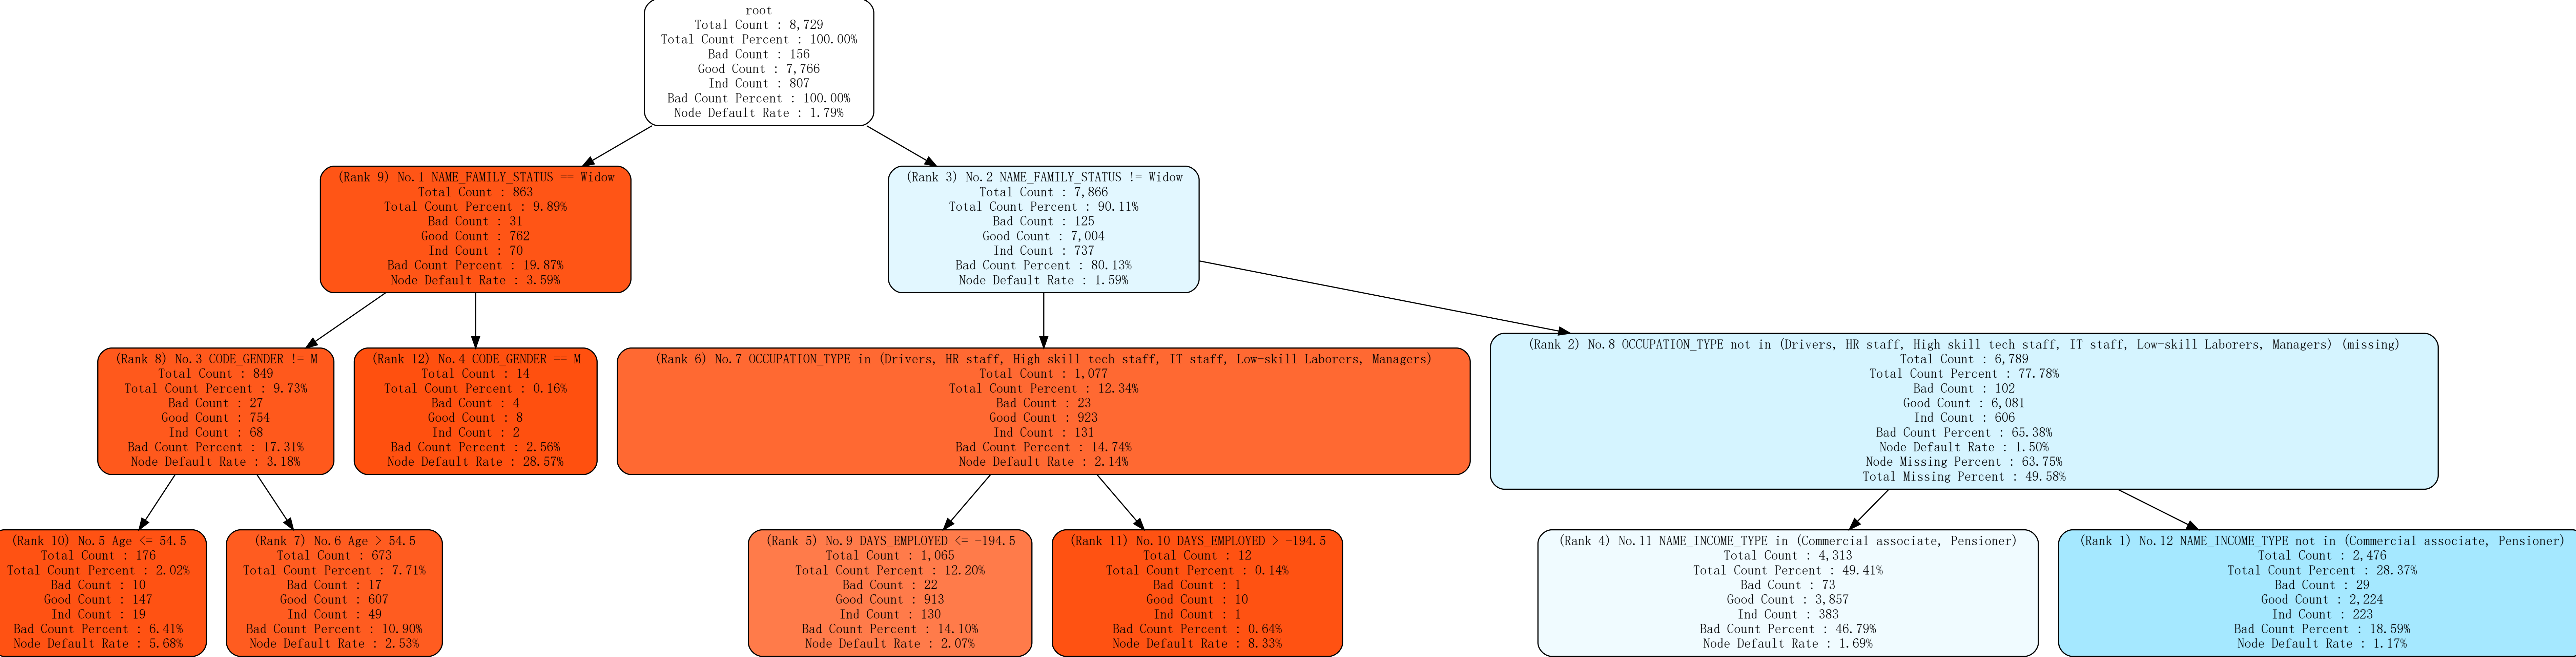 root
Total Count : 8,729
Total Count Percent : 100.00%
Bad Count : 156
Good Count : 7,766
Ind Count : 807
Bad Count Percent : 100.00%
Node Default Rate : 1.79%
(Rank 9) No.1 NAME_FAMILY_STATUS == Widow
Total Count : 863
Total Count Percent : 9.89%
Bad Count : 31
Good Count : 762
Ind Count : 70
Bad Count Percent : 19.87%
Node Default Rate : 3.59%
(Rank 3) No.2 NAME_FAMILY_STATUS != Widow
Total Count : 7,866
Total Count Percent : 90.11%
Bad Count : 125
Good Count : 7,004
Ind Count : 737
Bad Count Percent : 80.13%
Node Default Rate : 1.59%
(Rank 8) No.3 CODE_GENDER != M
Total Count : 849
Total Count Percent : 9.73%
Bad Count : 27
Good Count : 754
Ind Count : 68
Bad Count Percent : 17.31%
Node Default Rate : 3.18%
(Rank 12) No.4 CODE_GENDER == M
Total Count : 14
Total Count Percent : 0.16%
Bad Count : 4
Good Count : 8
Ind Count : 2
Bad Count Percent : 2.56%
Node Default Rate : 28.57%
(Rank 6) No.7 OCCUPATION_TYPE in (Drivers, HR staff, High skill tech staff, IT staff, Low-skill Laborers, Managers)
Total Count : 1,077
Total Count Percent : 12.34%
Bad Count : 23
Good Count : 923
Ind Count : 131
Bad Count Percent : 14.74%
Node Default Rate : 2.14%
(Rank 2) No.8 OCCUPATION_TYPE not in (Drivers, HR staff, High skill tech staff, IT staff, Low-skill Laborers, Managers) (missing)
Total Count : 6,789
Total Count Percent : 77.78%
Bad Count : 102
Good Count : 6,081
Ind Count : 606
Bad Count Percent : 65.38%
Node Default Rate : 1.50%
Node Missing Percent : 63.75%
Total Missing Percent : 49.58%
(Rank 10) No.5 Age <= 54.5
Total Count : 176
Total Count Percent : 2.02%
Bad Count : 10
Good Count : 147
Ind Count : 19
Bad Count Percent : 6.41%
Node Default Rate : 5.68%
(Rank 7) No.6 Age > 54.5
Total Count : 673
Total Count Percent : 7.71%
Bad Count : 17
Good Count : 607
Ind Count : 49
Bad Count Percent : 10.90%
Node Default Rate : 2.53%
(Rank 5) No.9 DAYS_EMPLOYED <= -194.5
Total Count : 1,065
Total Count Percent : 12.20%
Bad Count : 22
Good Count : 913
Ind Count : 130
Bad Count Percent : 14.10%
Node Default Rate : 2.07%
(Rank 11) No.10 DAYS_EMPLOYED > -194.5
Total Count : 12
Total Count Percent : 0.14%
Bad Count : 1
Good Count : 10
Ind Count : 1
Bad Count Percent : 0.64%
Node Default Rate : 8.33%
(Rank 4) No.11 NAME_INCOME_TYPE in (Commercial associate, Pensioner)
Total Count : 4,313
Total Count Percent : 49.41%
Bad Count : 73
Good Count : 3,857
Ind Count : 383
Bad Count Percent : 46.79%
Node Default Rate : 1.69%
(Rank 1) No.12 NAME_INCOME_TYPE not in (Commercial associate, Pensioner)
Total Count : 2,476
Total Count Percent : 28.37%
Bad Count : 29
Good Count : 2,224
Ind Count : 223
Bad Count Percent : 18.59%
Node Default Rate : 1.17%